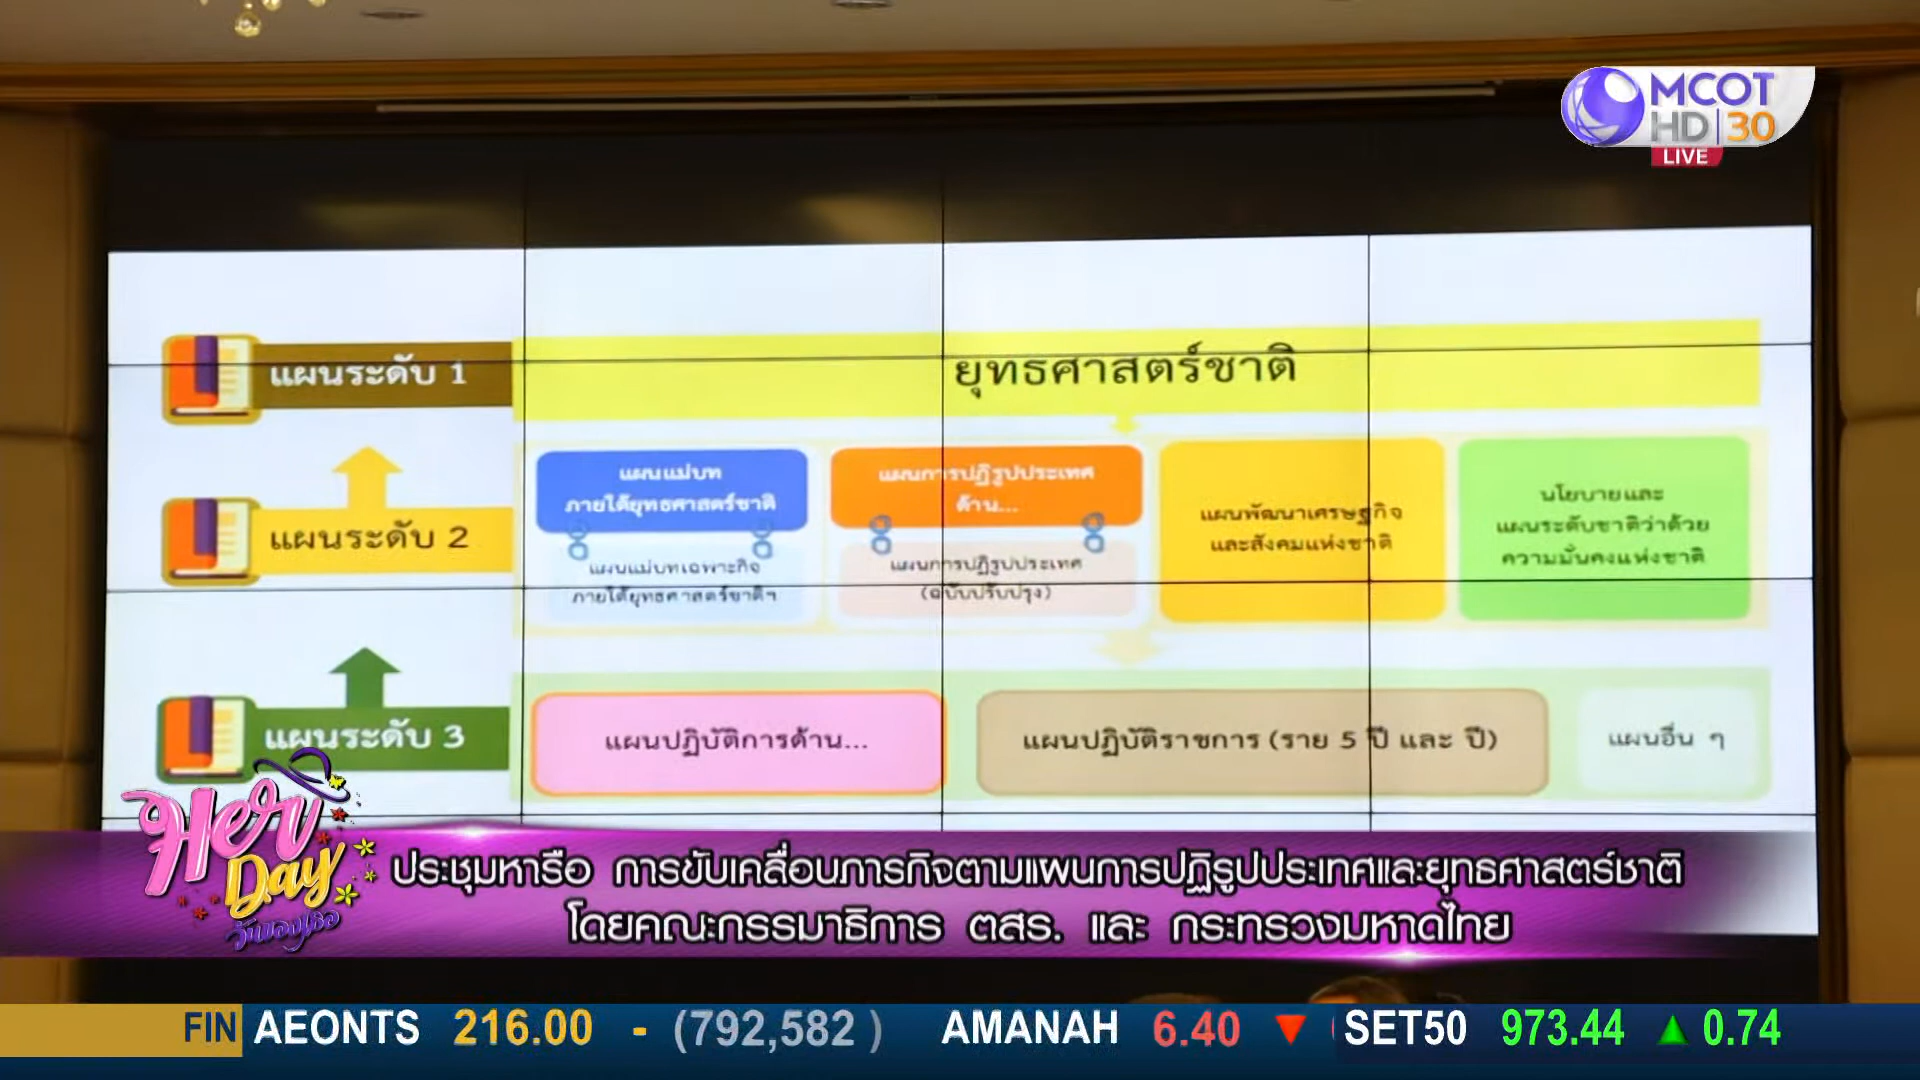 MCOT
HD 30
LIVE
แผนระดับ 1
ยุทธศาสตร์ชาติ
แผนระดับ 2
แผนแม่บท
ภายใต้ยุทธศาสตร์ชาติ
แผนแม่บทเฉพาะกิจ
ภายใต้ยุทธศาสตร์ชาติฯ
แผนการปฏิรูปประเทศ
ด้าน...
แผนการปฏิรูปประเทศ
(ฉบับปรับปรุง)
แผนพัฒนาเศรษฐกิจ
และสังคมแห่งชาติ
นโยบายและ
แผนระดับชาติว่าด้วย
ความมั่นคงแห่งชาติ
แผนระดับ 3
แผนปฏิบัติการด้าน...
แผนปฏิบัติราชการ (ราย 5 ปี และ ปี)
แผนอื่น ๆ
Her
Day
วันของเธอ
ประชุมหารือ การขับเคลื่อนภารกิจตามแผนการปฏิรูปประเทศและยุทธศาสตร์ชาติ
โดยคณะกรรมาธิการ ตสร. และ กระทรวงมหาดไทย
FIN AEONTS 216.00 - (792,582 ) AMANAH 6.40 ▼ ( SET50 973.44 ▲ 0.74